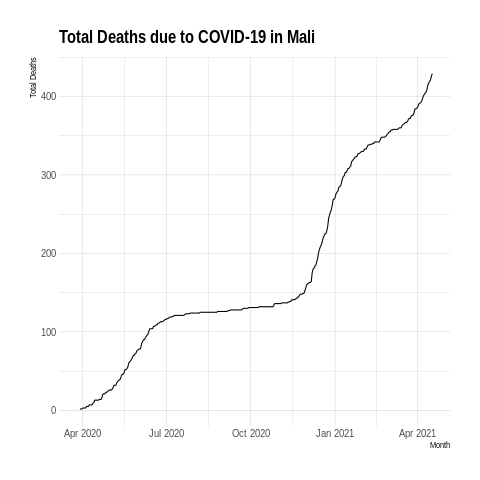 Total Deaths due to COVID-19 in Mali
Total Deaths
400
300
200
100
0
Apr 2020 Jul 2020 Oct 2020 Jan 2021 Apr 2021
Month